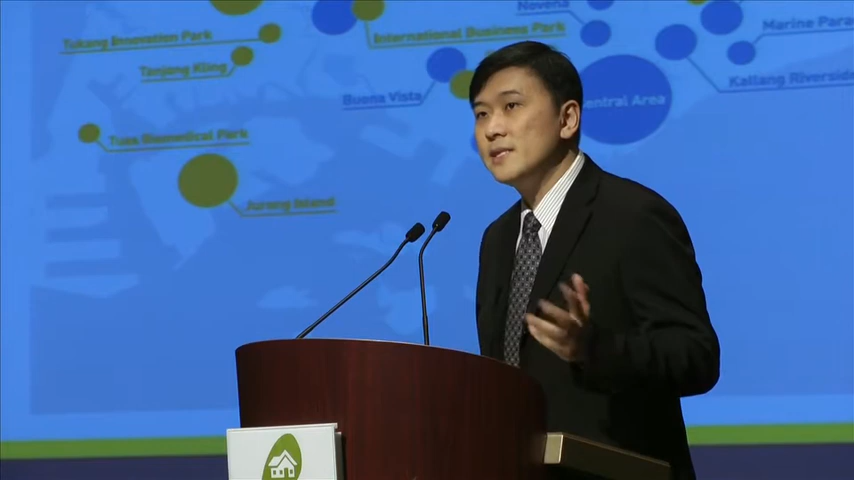 Novena
Tukang Innovation Park
International Business Park
Marine Para
Tanjong Kling
Kallang Riverside
Buona Vista
Central Area
Tuas Biomedical Park
Jurong Island